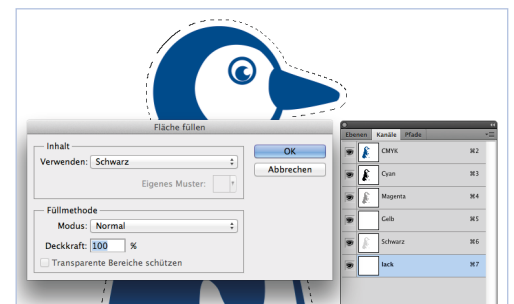 Fläche füllen
Inhalt
Verwenden: Schwarz
Eigenes Muster:
OK
Abbrechen
Füllmethode
Modus: Normal
Deckkraft: 100 %
Transparente Bereiche schützen
Ebenen Kanäle Pfade
CMYK ⌘2
Cyan ⌘3
Magenta ⌘4
Gelb ⌘5
Schwarz ⌘6
lack ⌘7